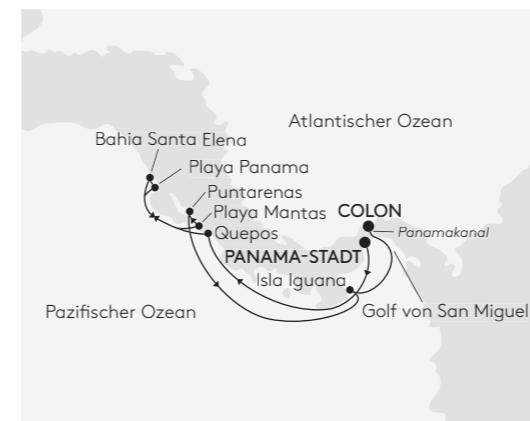 Atlantischer Ozean
Bahia Santa Elena
Playa Panama
Puntarenas
Playa Mantas
COLON
Quepos
Panamakanal
PANAMA-STADT
Isla Iguana
Pazifischer Ozean
Golf von San Miguel